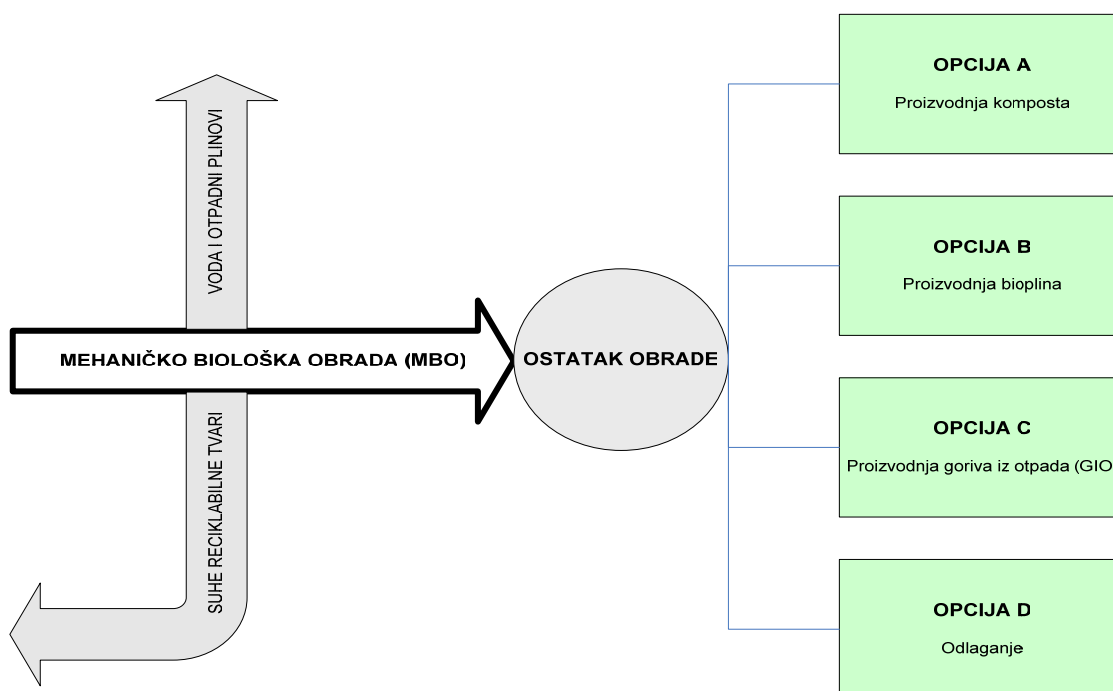 VODA I OTPADNI PLINOVI
MEHANIČKO BIOLOŠKA OBRADA (MBO)
SUHE RECIKLABILNE TVARI
OSTATAK OBRADE
OPCIJA A
Proizvodnja komposta
OPCIJA B
Proizvodnja bioplina
OPCIJA C
Proizvodnja goriva iz otpada (GIO
OPCIJA D
Odlaganje